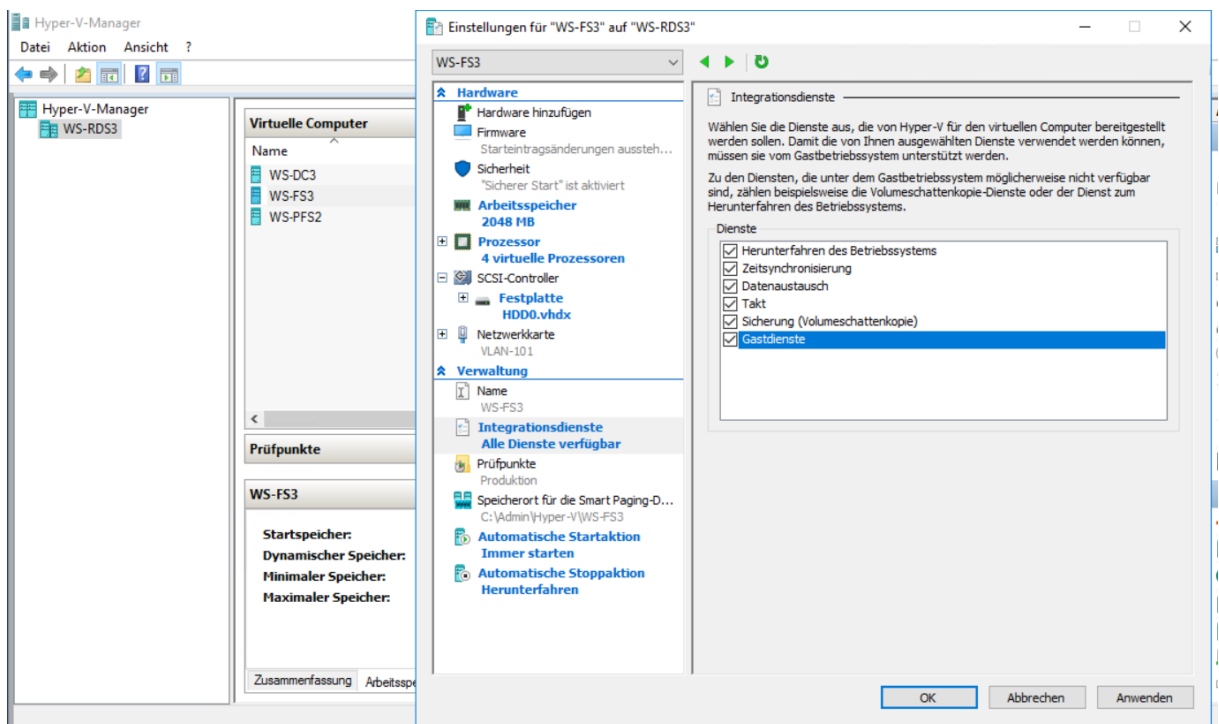 Hyper-V-Manager
Datei Aktion Ansicht ?
Hyper-V-Manager
WS-RDS3
Virtuelle Computer
Name
WS-DC3
WS-FS3
WS-PFS2
Prüfpunkte
WS-FS3
Startspeicher:
Dynamischer Speicher:
Minimaler Speicher:
Maximaler Speicher:
Zusammenfassung Arbeitsspe
Einstellungen für "WS-FS3" auf "WS-RDS3"
WS-FS3
Hardware
Hardware hinzufügen
Firmware
Starteintragsänderungen aussteh...
Sicherheit
"Sicherer Start" ist aktiviert
Arbeitsspeicher
2048 MB
Prozessor
4 virtuelle Prozessoren
SCSI-Controller
Festplatte
HDD0.vhdx
Netzwerkkarte
VLAN-101
Verwaltung
Name
WS-FS3
Integrationsdienste
Alle Dienste verfügbar
Prüfpunkte
Produktion
Speicherort für die Smart Paging-D...
C:\Admin\Hyper-V\WS-FS3
Automatische Startaktion
Immer starten
Automatische Stoppaktion
Herunterfahren
Integrationsdienste
Wählen Sie die Dienste aus, die von Hyper-V für den virtuellen Computer bereitgestellt
werden sollen. Damit die von Ihnen ausgewählten Dienste verwendet werden können,
müssen sie vom Gastbetriebssystem unterstützt werden.
Zu den Diensten, die unter dem Gastbetriebssystem möglicherweise nicht verfügbar
sind, zählen beispielsweise die Volumeschattenkopie-Dienste oder der Dienst zum
Herunterfahren des Betriebssystems.
Dienste
Herunterfahren des Betriebssystems
Zeitsynchronisierung
Datenaustausch
Takt
Sicherung (Volumeschattenkopie)
Gastdienste
OK Abbrechen Anwenden